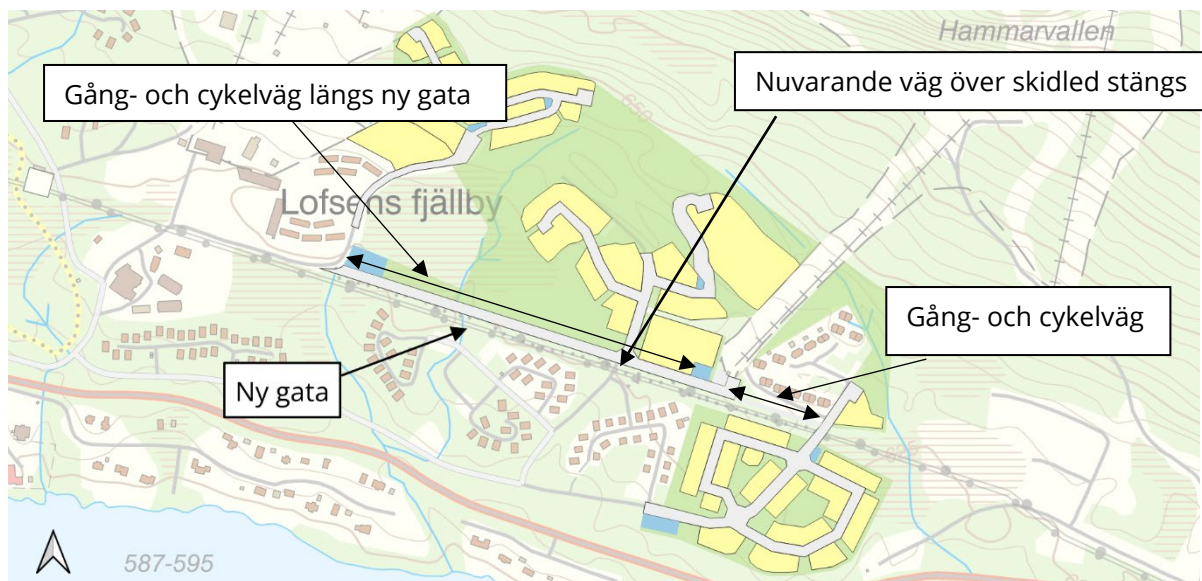 Hammarvallen
Gång- och cykelväg längs ny gata
Nuvarande väg över skidled stängs
650
Lofsens fjällby
Gång- och cykelväg
Ny gata
587-595